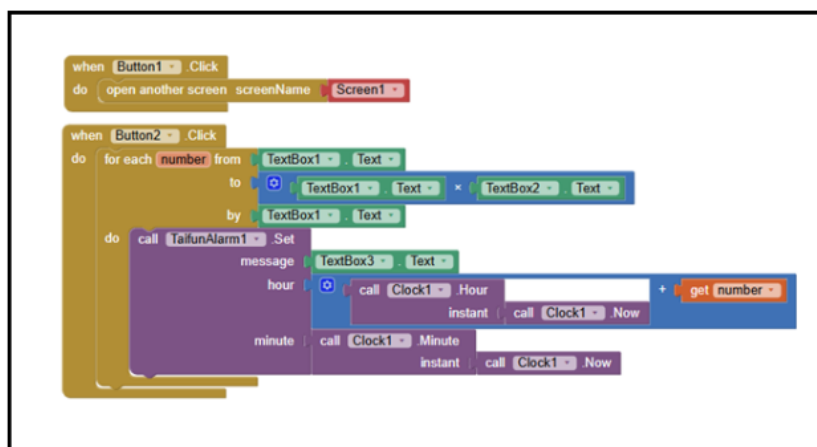 when Button1 .Click
do open another screen screenName Screen1
when Button2 .Click
do for each number from TextBox1 . Text
to TextBox1 . Text × TextBox2 . Text
by TextBox1 . Text
do call TaifunAlarm1 .Set
message TextBox3 . Text
hour call Clock1 .Hour + get number
instant call Clock1 .Now
minute call Clock1 .Minute
instant call Clock1 .Now